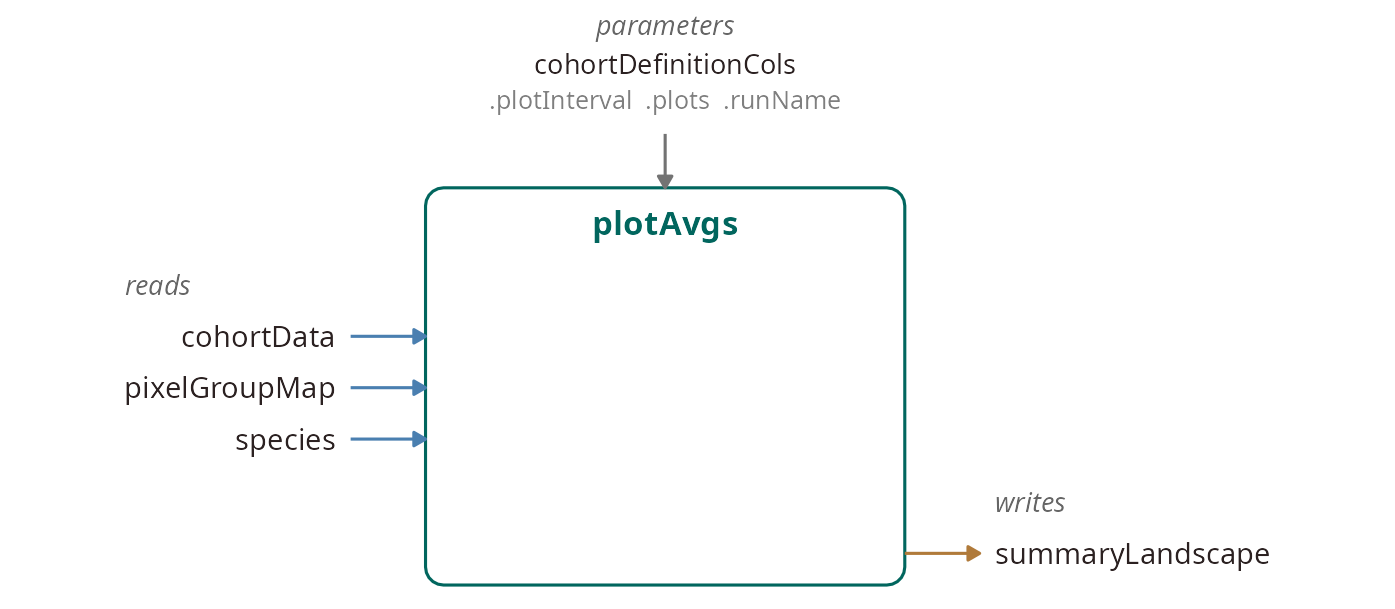 parameters
cohortDefinitionCols
.plotInterval .plots .runName
plotAvgs
reads
cohortData
pixelGroupMap
species
writes
summaryLandscape